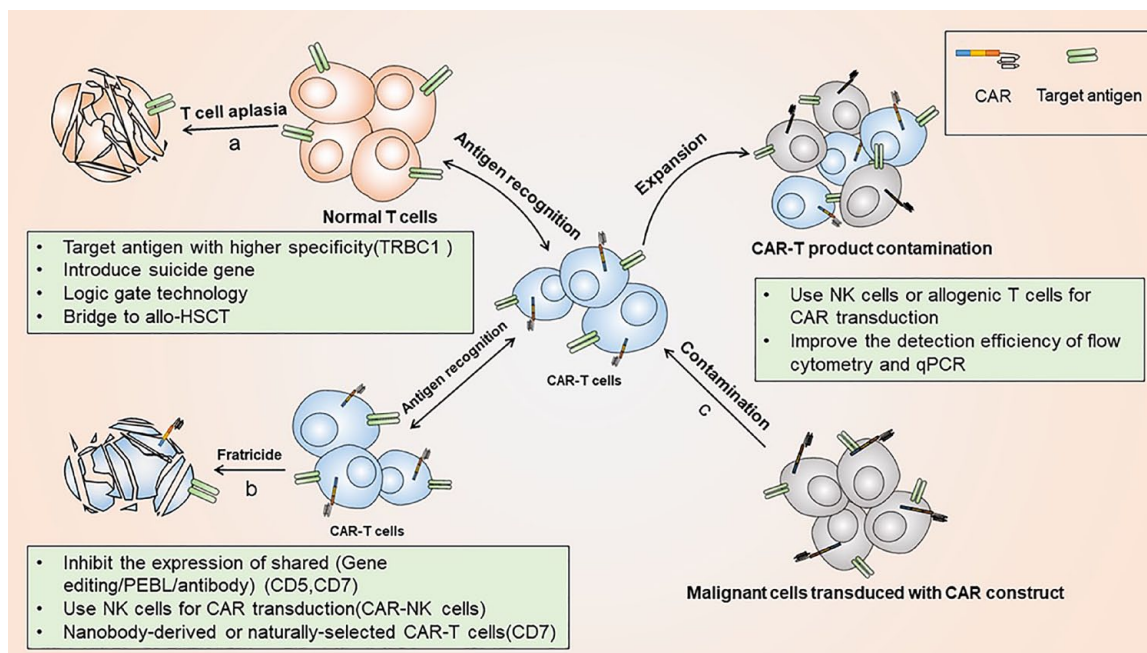 CAR
Target antigen
T cell aplasia
a
Normal T cells
Antigen recognition
Expansion
CAR-T product contamination
• Target antigen with higher specificity(TRBC1 )
• Introduce suicide gene
• Logic gate technology
• Bridge to allo-HSCT
• Use NK cells or allogenic T cells for
CAR transduction
• Improve the detection efficiency of flow
cytometry and qPCR
CAR-T cells
Antigen recognition
Contamination
C
Fratricide
b
CAR-T cells
Malignant cells transduced with CAR construct
• Inhibit the expression of shared (Gene
editing/PEBL/antibody) (CD5,CD7)
• Use NK cells for CAR transduction(CAR-NK cells)
• Nanobody-derived or naturally-selected CAR-T cells(CD7)